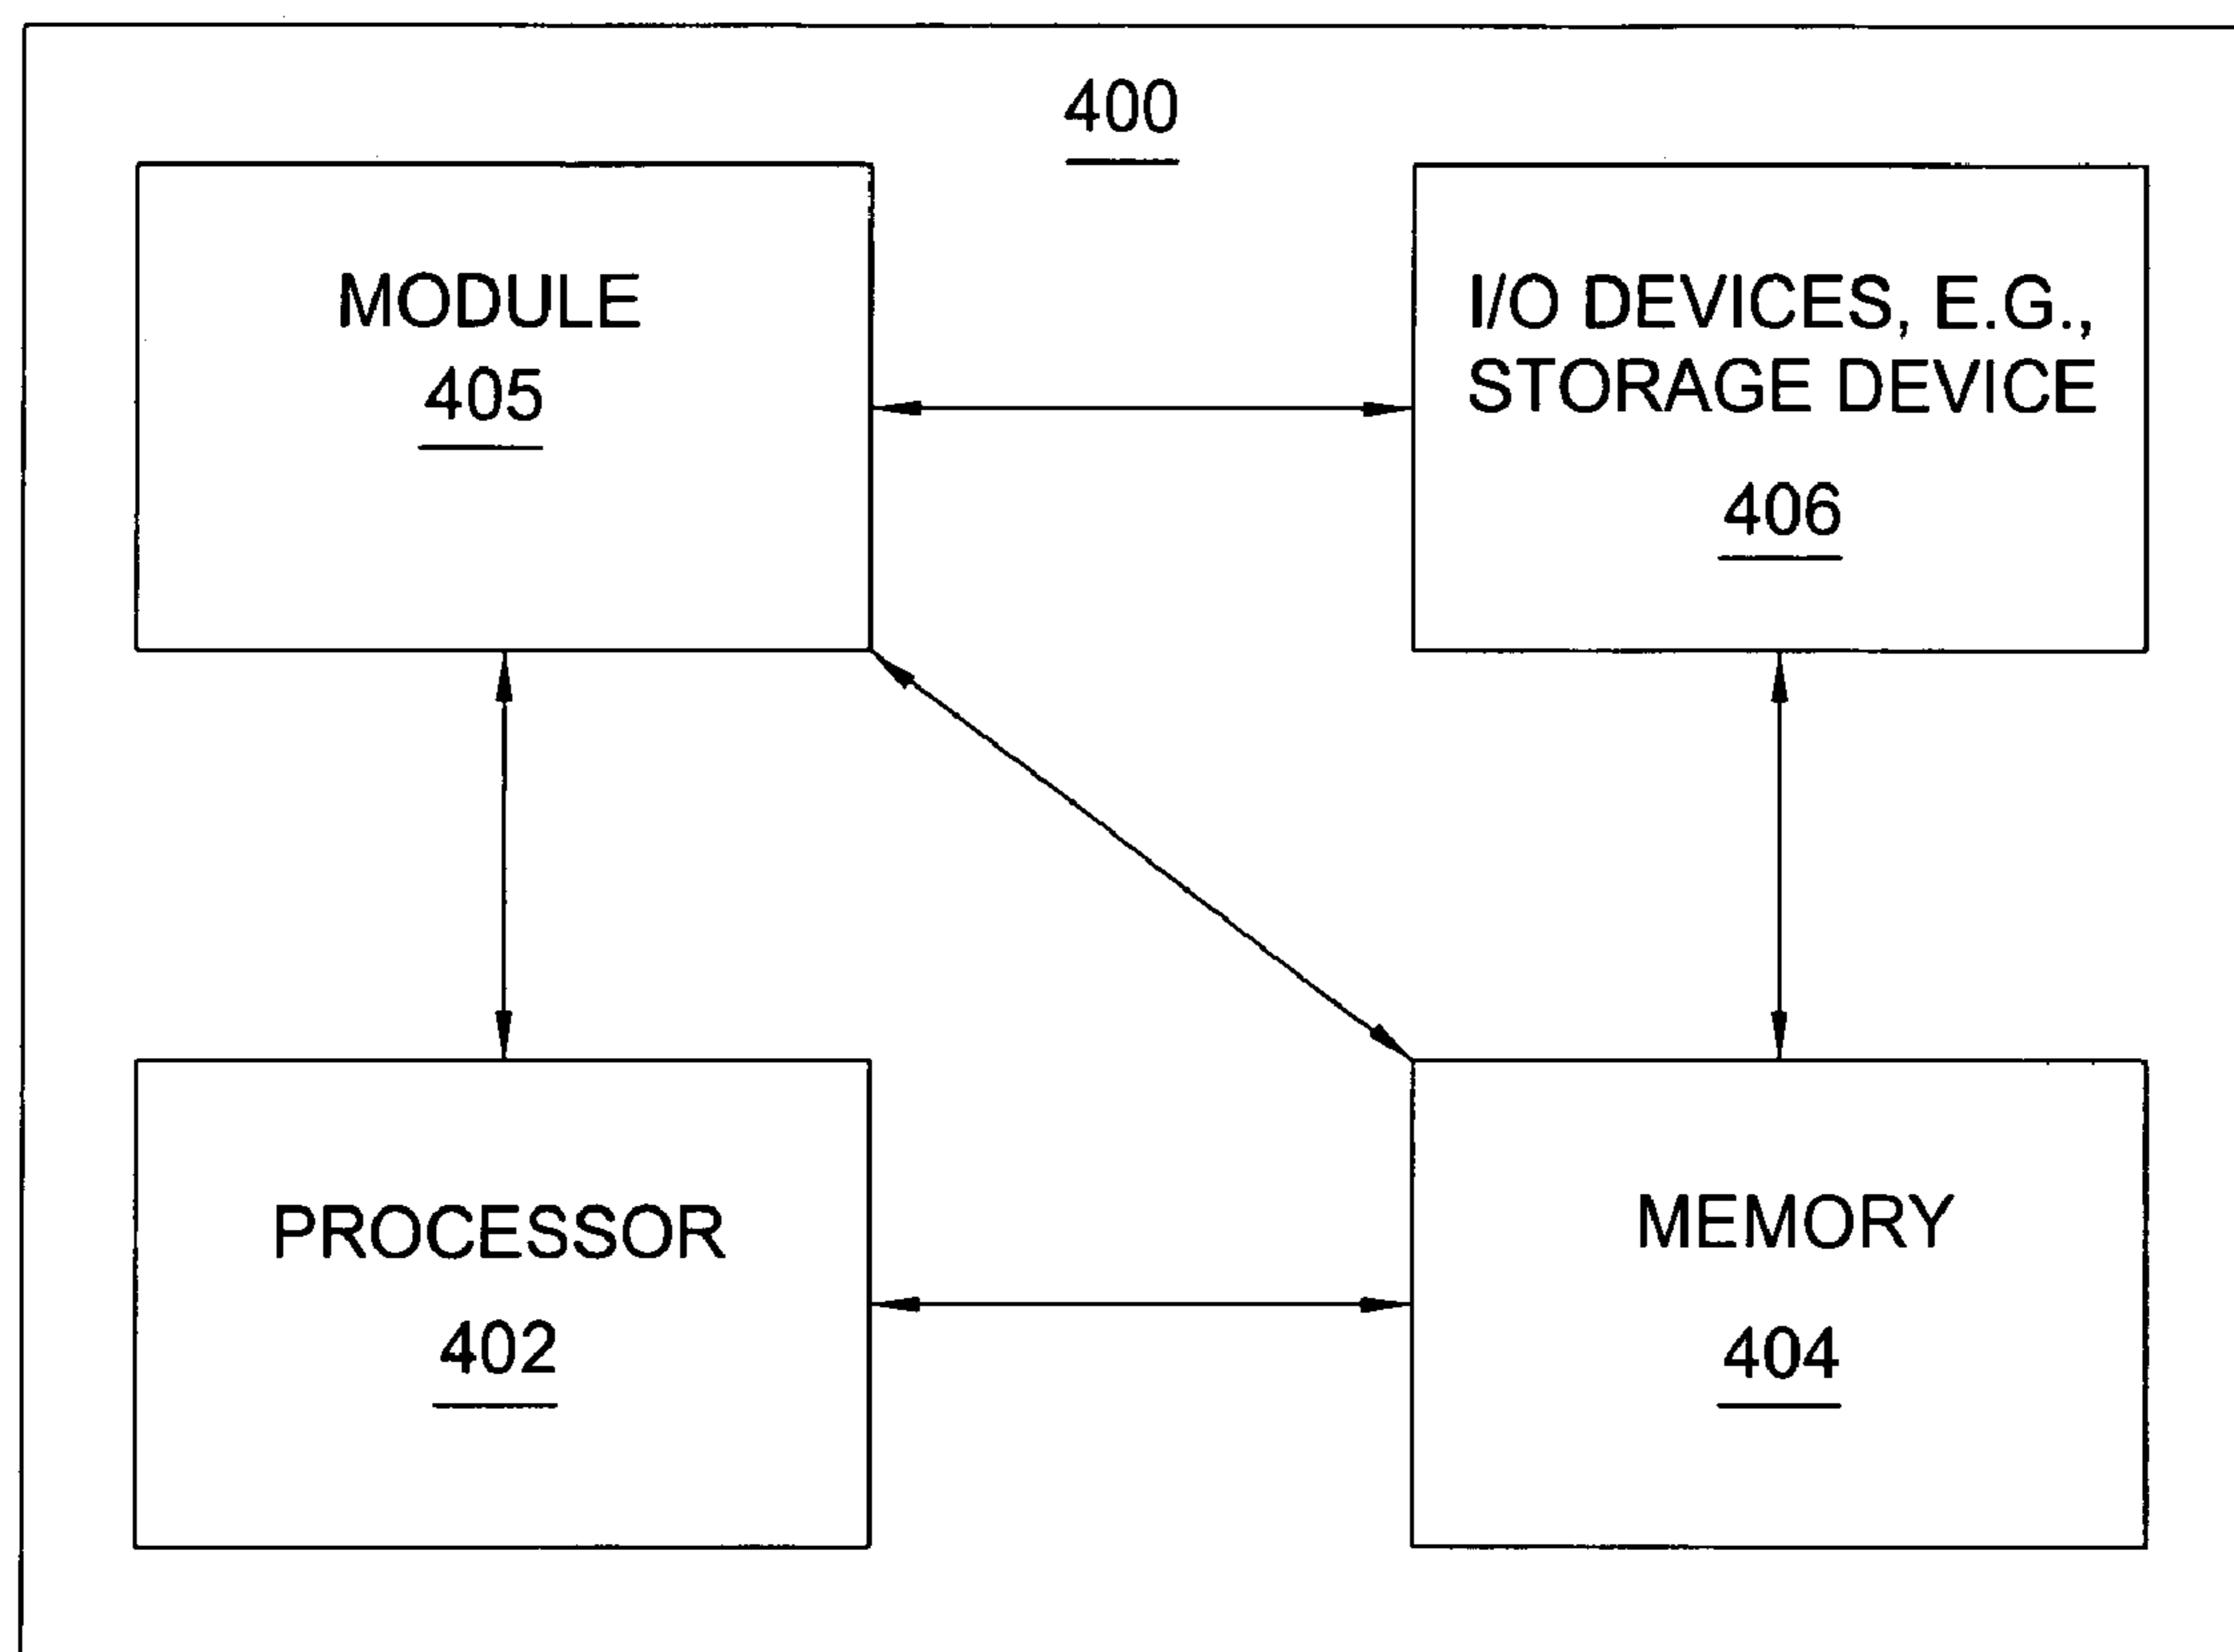 400
MODULE
405
I/O DEVICES, E.G.,
STORAGE DEVICE
406
PROCESSOR
402
MEMORY
404